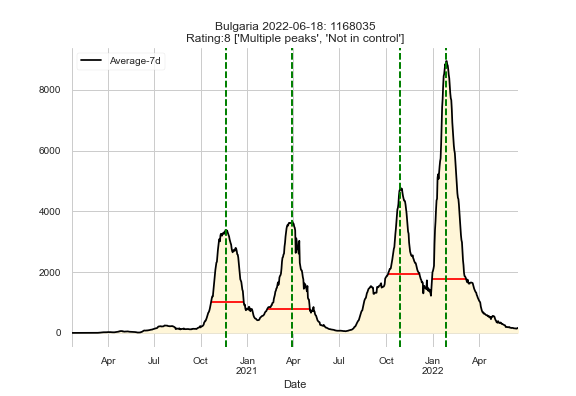 Bulgaria 2022-06-18: 1168035
Rating:8 ['Multiple peaks', 'Not in control']
Average-7d
8000
6000
4000
2000
0
Apr Jul Oct Jan Apr Jul Oct Jan Apr
2021 2022
Date